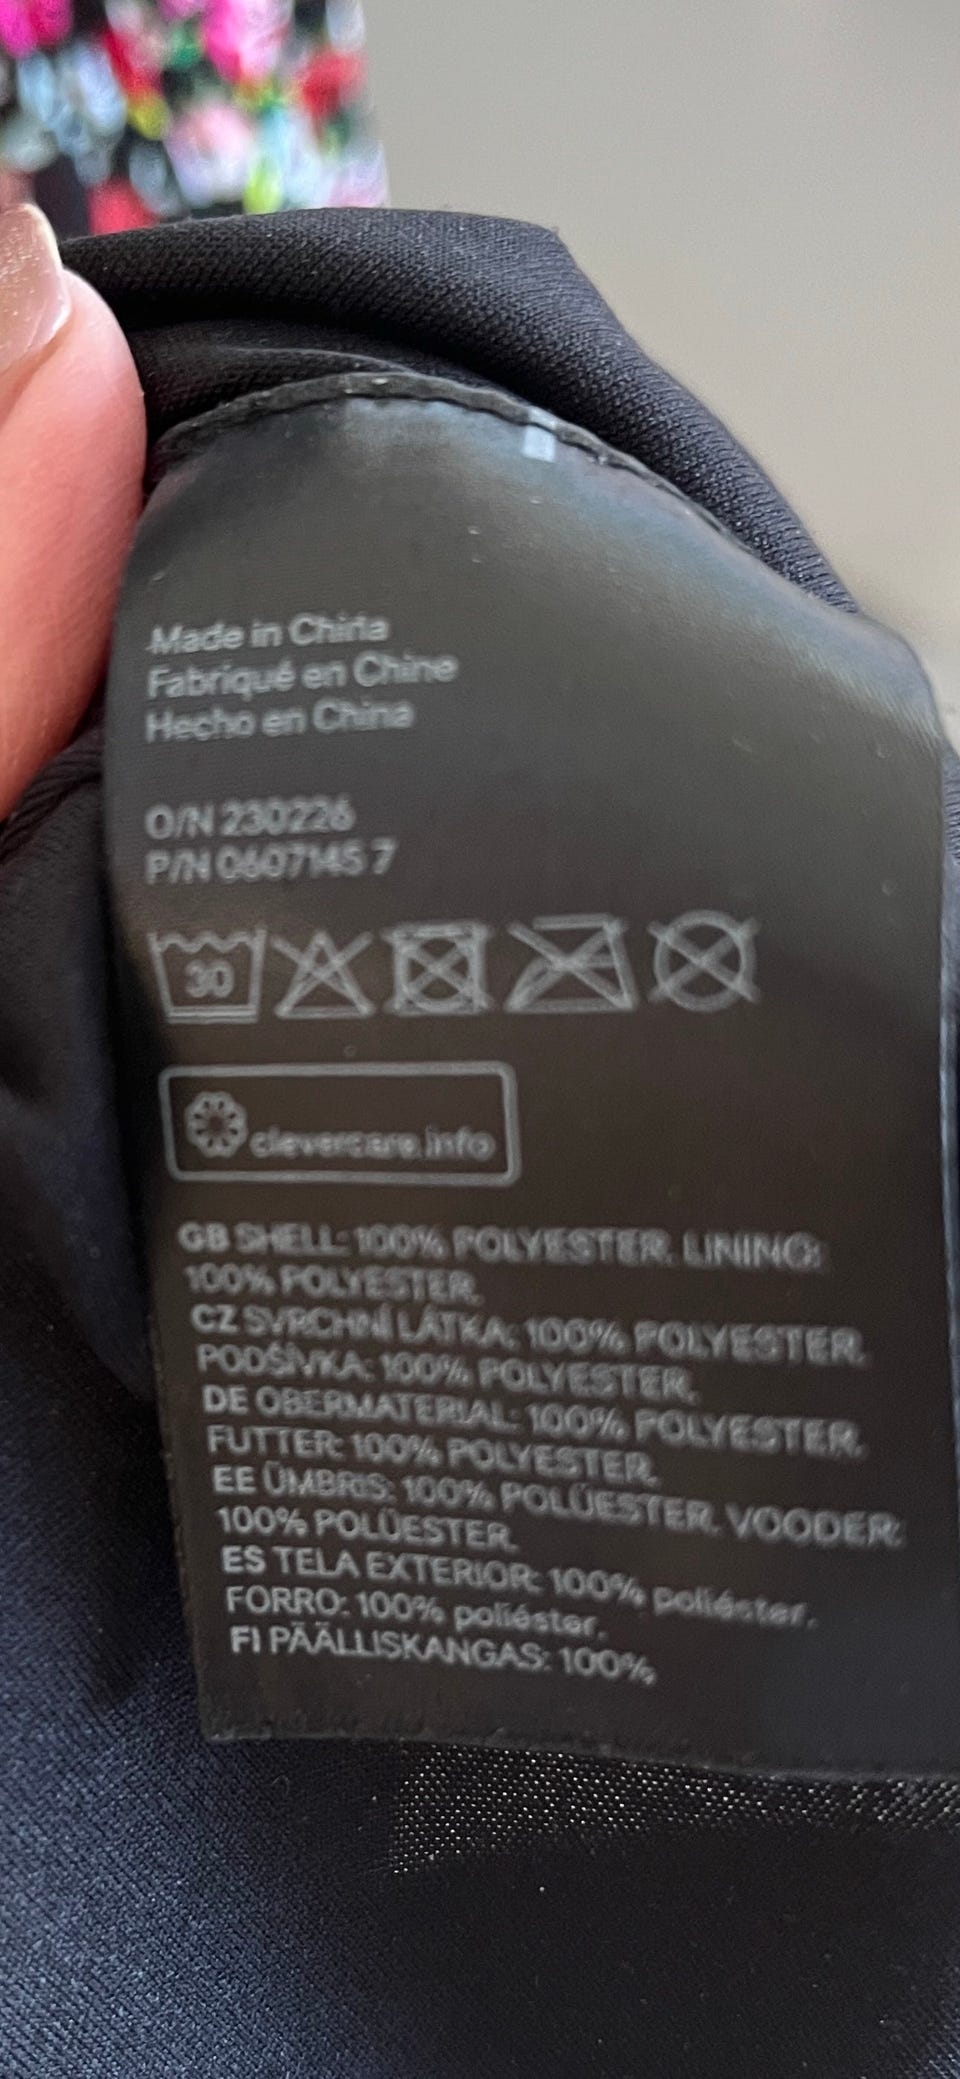 Made in China
Fabriqué en Chine
Hecho en China
O/N 230226
P/N 0607145 7
30
clevercare.info
GB SHELL: 100% POLYESTER. LINING:
100% POLYESTER.
CZ SVRCHNÍ LÁTKA: 100% POLYESTER.
PODŠÍVKA: 100% POLYESTER.
DE OBERMATERIAL: 100% POLYESTER.
FUTTER: 100% POLYESTER.
EE ÜMBRIS: 100% POLÜESTER. VOODER:
100% POLÜESTER.
ES TELA EXTERIOR: 100% poliéster.
FORRO: 100% poliéster.
FI PÄÄLLISKANGAS: 100%